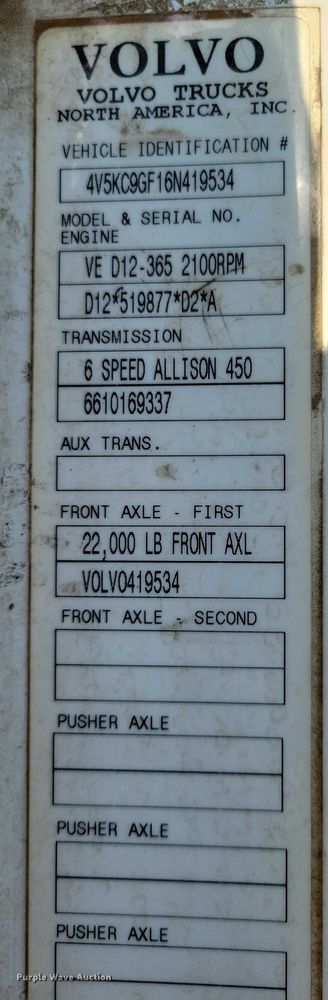 VOLVO
VOLVO TRUCKS
NORTH AMERICA, INC.
VEHICLE IDENTIFICATION #
4V5KC9GF16N419534
MODEL & SERIAL NO.
ENGINE
VE D12-365 2100RPM
D12*519877*D2*A
TRANSMISSION
6 SPEED ALLISON 450
6610169337
AUX TRANS.
FRONT AXLE - FIRST
22,000 LB FRONT AXL
VOLVO419534
FRONT AXLE - SECOND
PUSHER AXLE
PUSHER AXLE
PUSHER AXLE
Purple Wave Auction